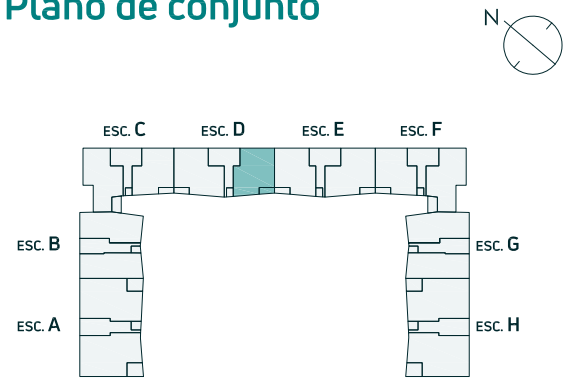 Plano de conjunto
N
ESC. C ESC. D ESC. E ESC. F
ESC. B ESC. G
ESC. A ESC. H